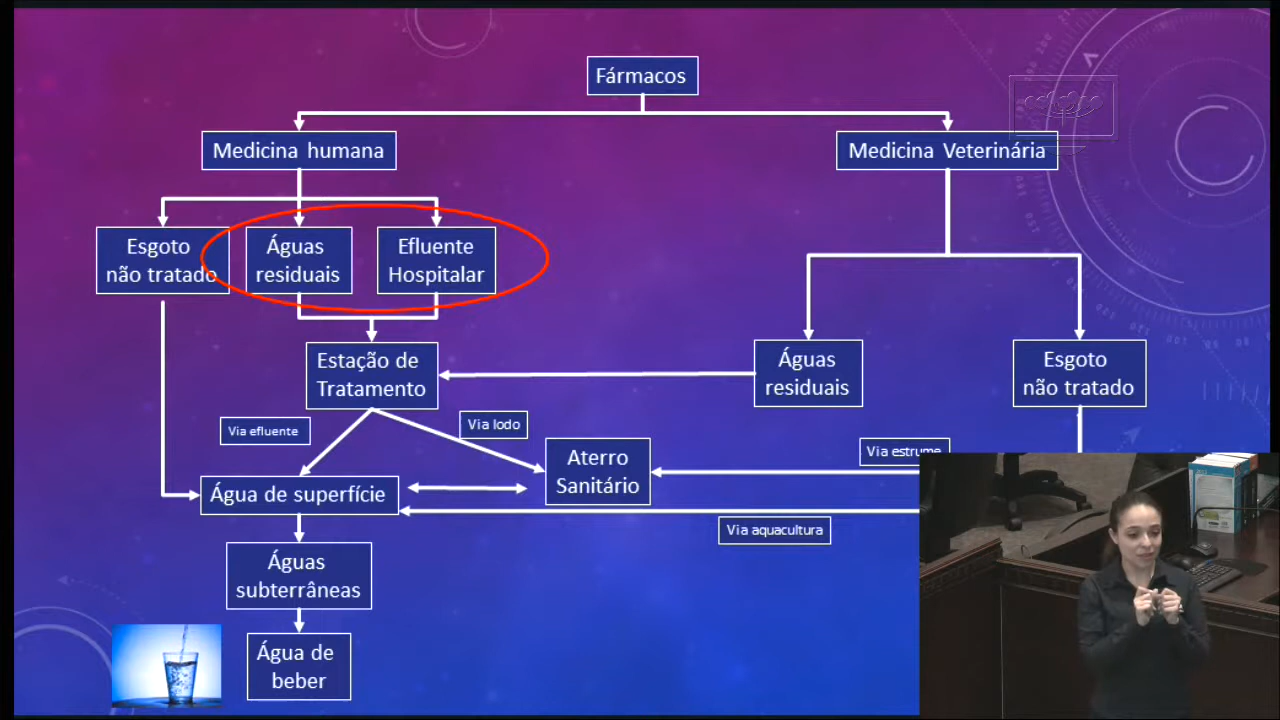 Fármacos
Medicina humana
Medicina Veterinária
Esgoto
não tratado
Águas
residuais
Efluente
Hospitalar
Estação de
Tratamento
Águas
residuais
Esgoto
não tratado
Via efluente
Via lodo
Aterro
Sanitário
Via estrume
Água de superfície
Via aquacultura
Águas
subterrâneas
Água de
beber